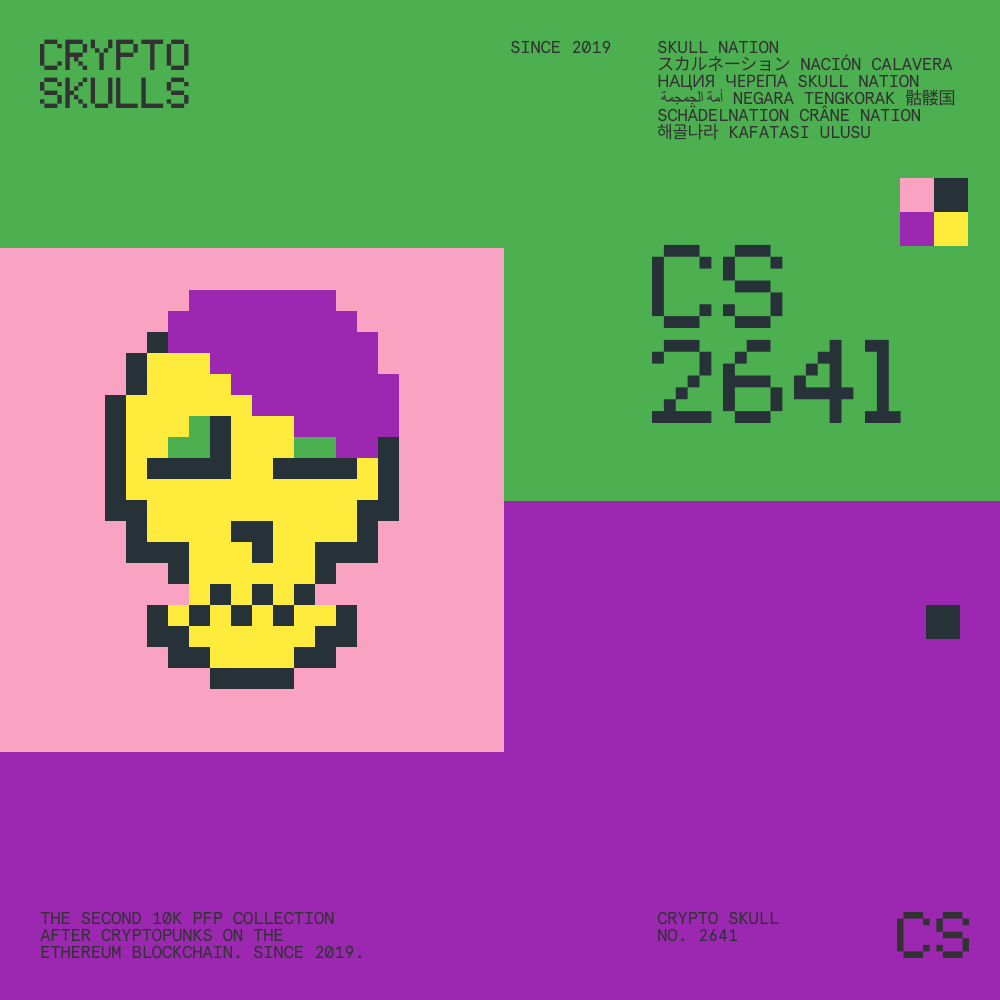 CRYPTO
SKULLS
SINCE 2019
SKULL NATION
スカルネーション NACIÓN CALAVERA
НАЦИЯ ЧЕРЕПА SKULL NATION
أمة الجمجمة NEGARA TENGKORAK 骷髅国
SCHÄDELNATION CRÂNE NATION
해골나라 KAFATASI ULUSU
CS
2641
THE SECOND 10K PFP COLLECTION
AFTER CRYPTOPUNKS ON THE
ETHEREUM BLOCKCHAIN. SINCE 2019.
CRYPTO SKULL
NO. 2641
CS